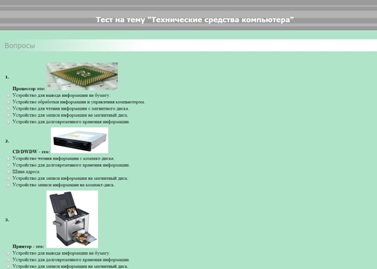 Тест на тему "Технические средства компьютера"
Вопросы
1.
Процессор это:
Устройство для вывода информации на бумагу.
Устройство обработки информации и управления компьютером.
Устройство для чтения информации с магнитного диска.
Устройство для записи информации на магнитный диск.
Устройство для долговременного хранения информации.
2.
CD/DVDW - это:
Устройство чтения информации с компакт-диска.
Устройство для долговременного хранения информации.
Шина адреса.
Устройство для записи информации на магнитный диск.
Устройство записи информации на компакт-диск.
3.
Принтер - это:
Устройство для вывода информации на бумагу.
Устройство для долговременного хранения информации.
Устройство для записи информации на магнитный диск.